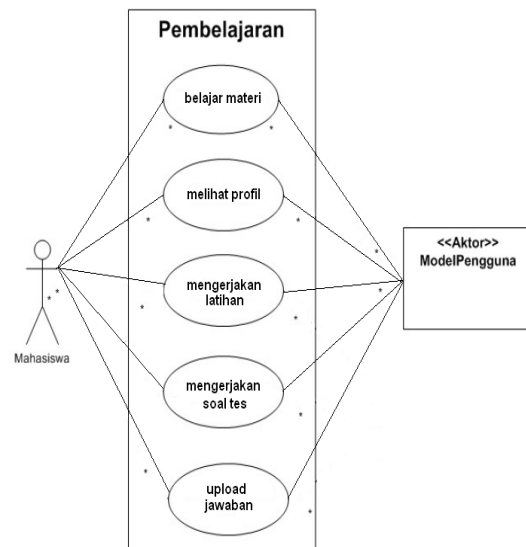 Pembelajaran
belajar materi
*
*
melihat profil
*
*
*
<<Aktor>>
ModelPengguna
mengerjakan
latihan
*
*
*
*
*
Mahasiswa
mengerjakan
soal tes
*
*
upload
jawaban
*